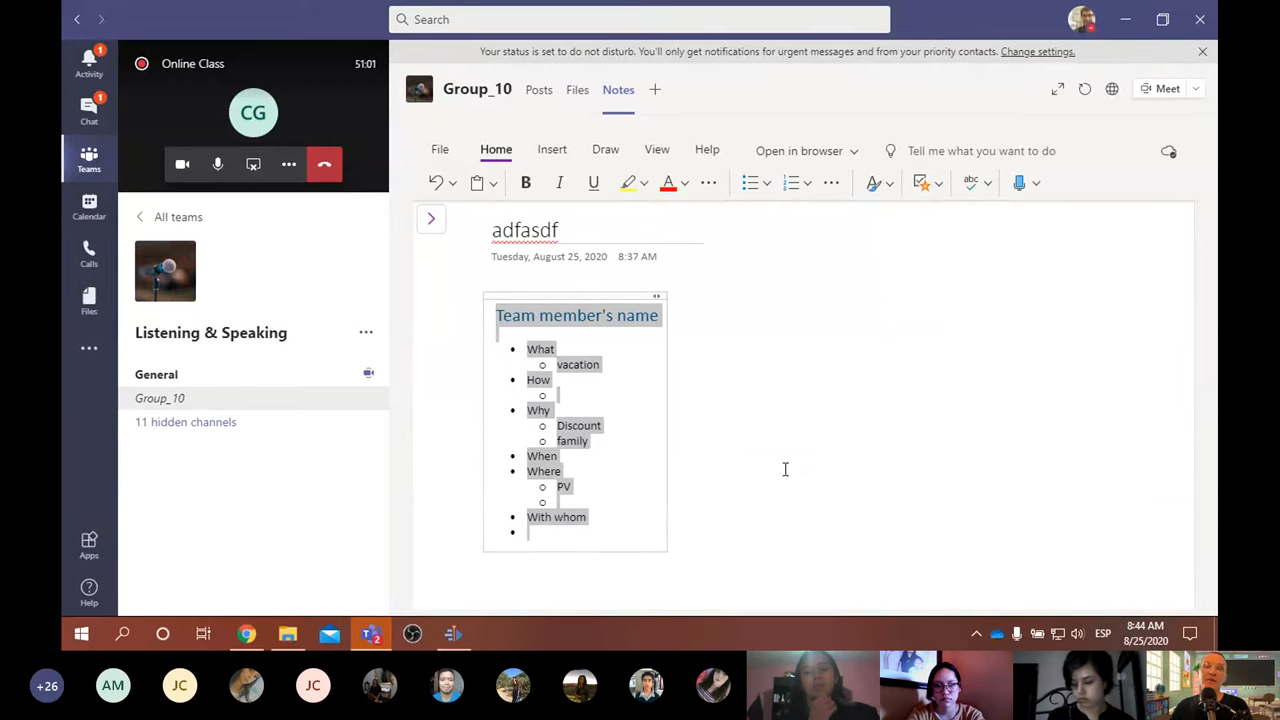 Search
Your status is set to do not disturb. You'll only get notifications for urgent messages and from your priority contacts. Change settings.
1
Activity
1
Chat
Teams
Calendar
Calls
Files
Apps
Help
Online Class
51:01
CG
All teams
Listening & Speaking
General
Group_10
11 hidden channels
Group_10
Posts
Files
Notes
Meet
File
Home
Insert
Draw
View
Help
Open in browser
Tell me what you want to do
B
I
U
A
abc
adfasdf
Tuesday, August 25, 2020 8:37 AM
Team member's name
What
vacation
How
Why
Discount
family
When
Where
PV
With whom
2
ESP
8:44 AM
8/25/2020
+26
AM
JC
JC